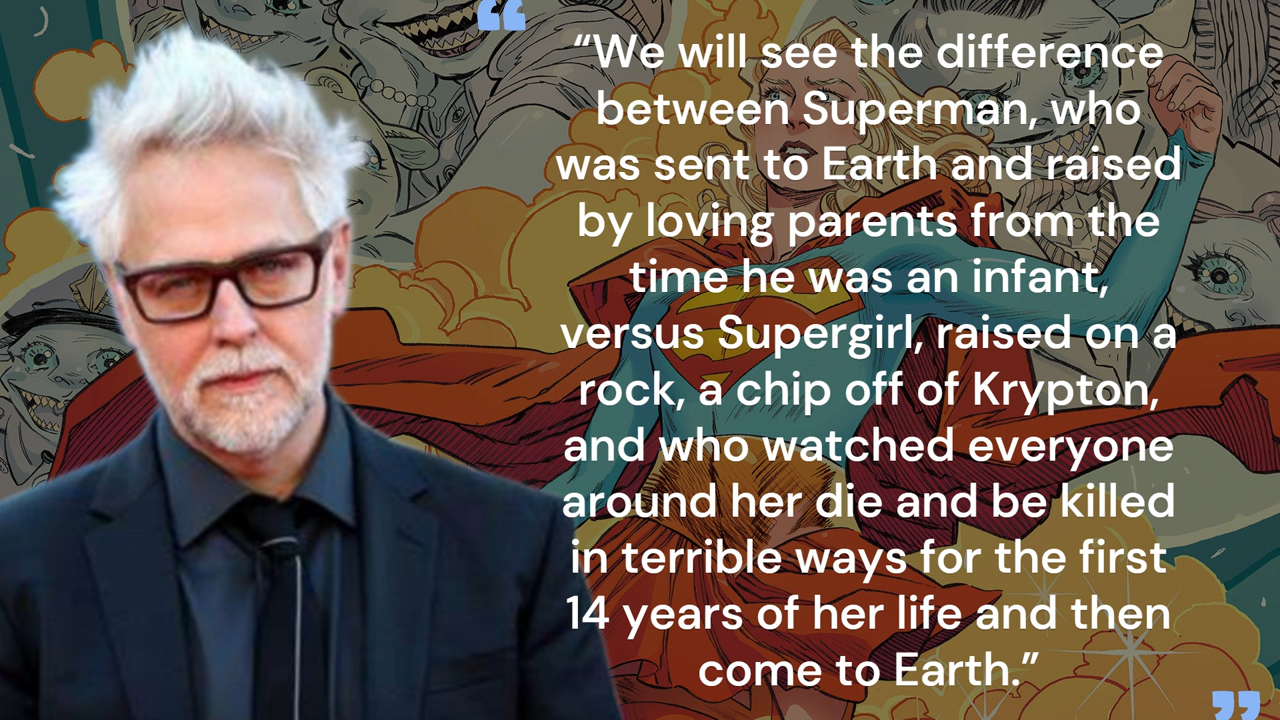 “We will see the difference
between Superman, who
was sent to Earth and raised
by loving parents from the
time he was an infant,
versus Supergirl, raised on a
rock, a chip off of Krypton,
and who watched everyone
around her die and be killed
in terrible ways for the first
14 years of her life and then
come to Earth.”